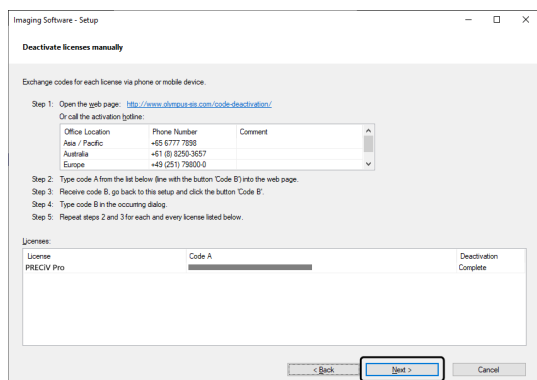 Imaging Software - Setup
Deactivate licenses manually
Exchange codes for each license via phone or mobile device.
Step 1: Open the web page: http://www.olympus-sis.com/code-deactivation/
Or call the activation hotline:
Office Location Phone Number Comment
Asia / Pacific +65 6777 7898
Australia +61 (8) 8250-3657
Europe +49 (251) 79800-0
Step 2: Type code A from the list below (line with the button 'Code B') into the web page.
Step 3: Receive code B, go back to this setup and click the button 'Code B'.
Step 4: Type code B in the occurring dialog.
Step 5: Repeat steps 2 and 3 for each and every license listed below.
Licenses:
License Code A Deactivation
PRECiV Pro Complete
< Back Next > Cancel